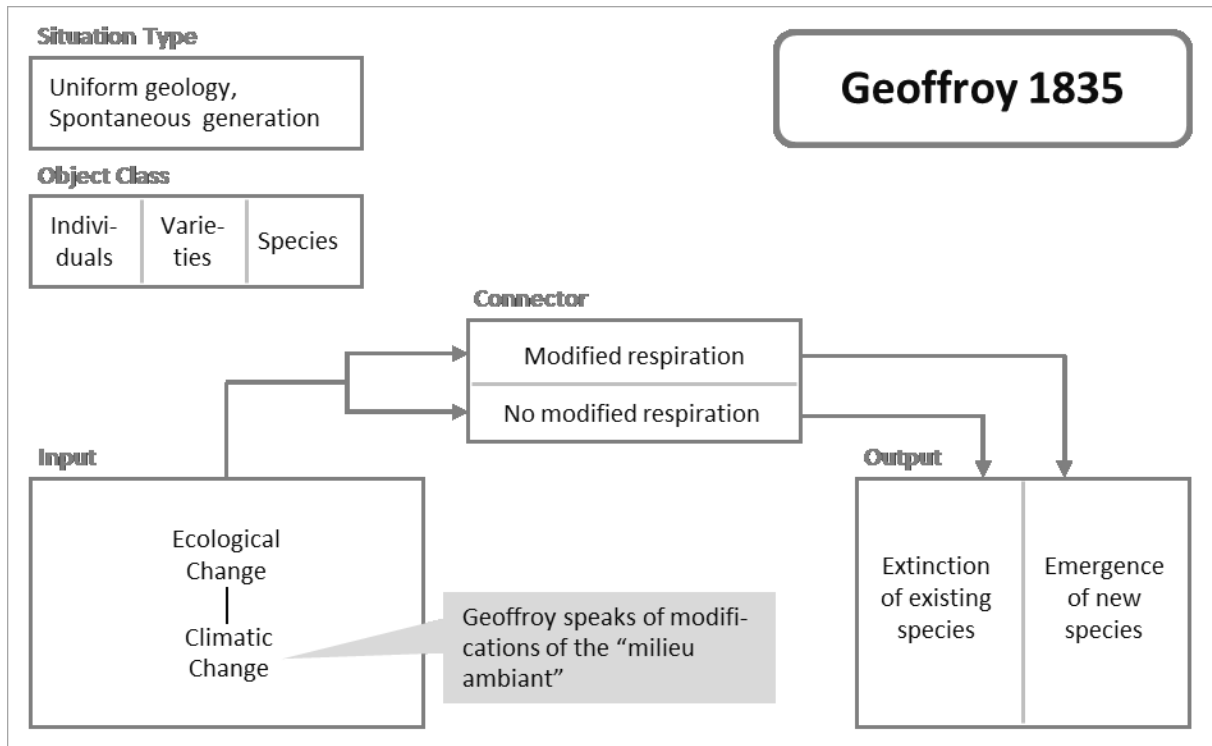 Situation Type
Uniform geology,
Spontaneous generation
Geoffroy 1835
Object Class
Indivi-
duals
Varie-
ties
Species
Connector
Modified respiration
No modified respiration
Input
Ecological
Change
Climatic
Change
Geoffroy speaks of modifi-
cations of the “milieu
ambiant”
Output
Extinction
of existing
species
Emergence
of new
species